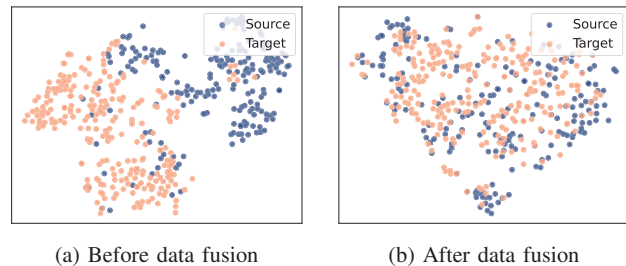 Source
Target
Source
Target
(a) Before data fusion
(b) After data fusion